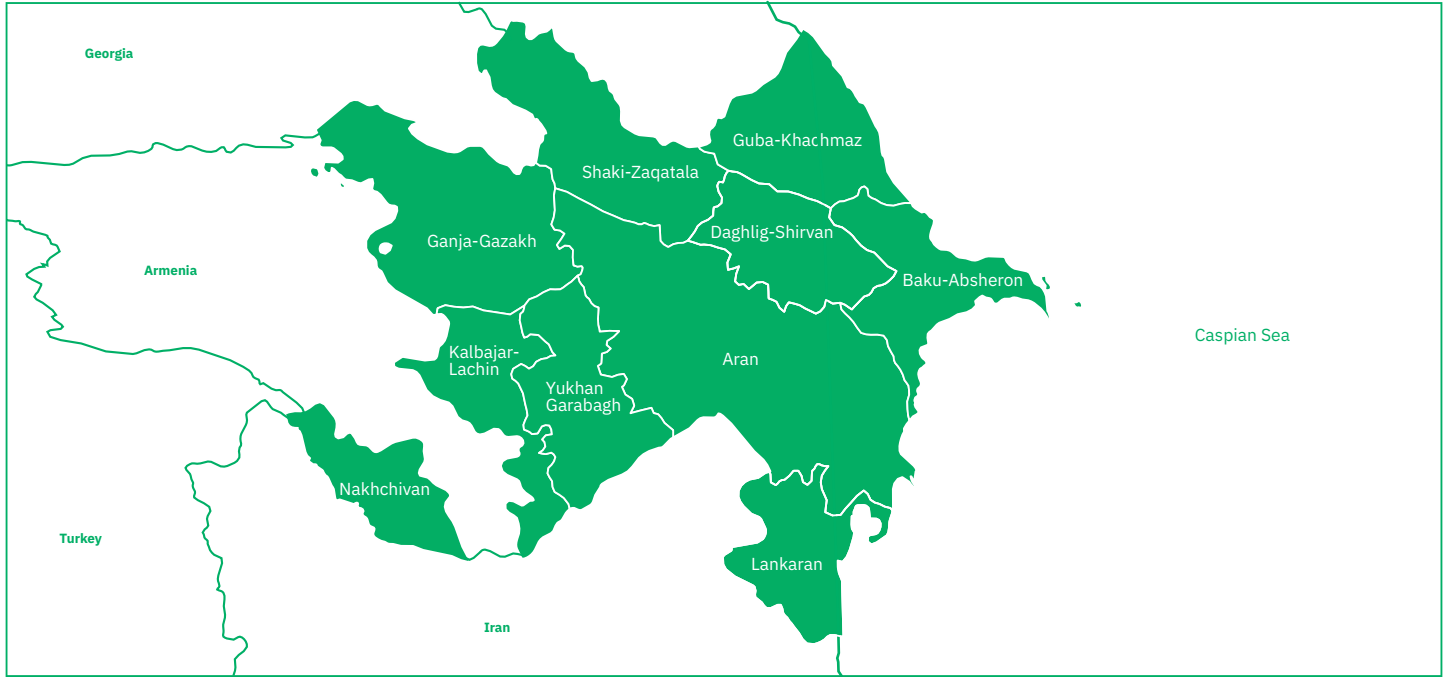 Georgia
Guba-Khachmaz
Shaki-Zaqatala
Daghlig-Shirvan
Ganja-Gazakh
Armenia
Baku-Absheron
Caspian Sea
Kalbajar-
Lachin
Aran
Yukhan
Garabagh
Nakhchivan
Turkey
Lankaran
Iran